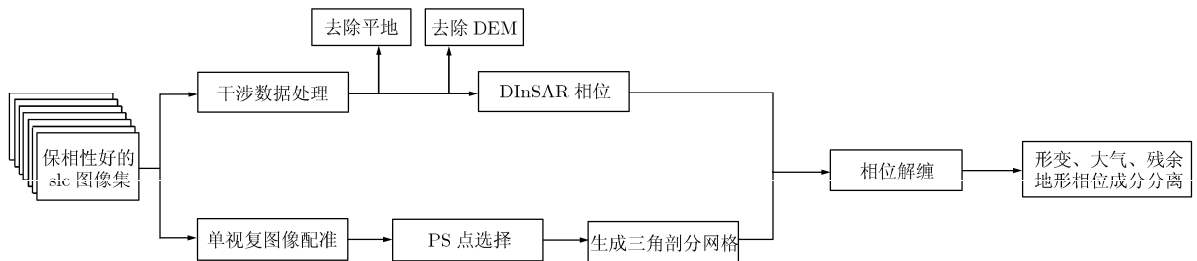 去除平地
去除 DEM
干涉数据处理
DInSAR 相位
保相性好的
slc 图像集
相位解缠
形变、大气、残余
地形相位成分分离
单视复图像配准
PS 点选择
生成三角剖分网格